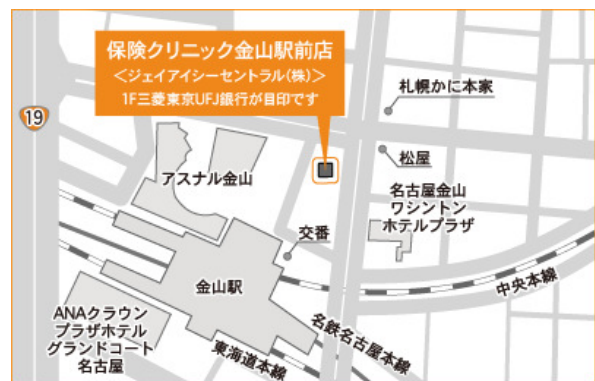 保険クリニック金山駅前店
＜ジェイアイシーセントラル(株)＞
1F三菱東京UFJ銀行が目印です
札幌かに本家
19
松屋
アスナル金山
名古屋金山
ワシントン
ホテルプラザ
交番
金山駅
中央本線
ANAクラウン
プラザホテル
グランドコート
名古屋
名鉄名古屋本線
東海道本線